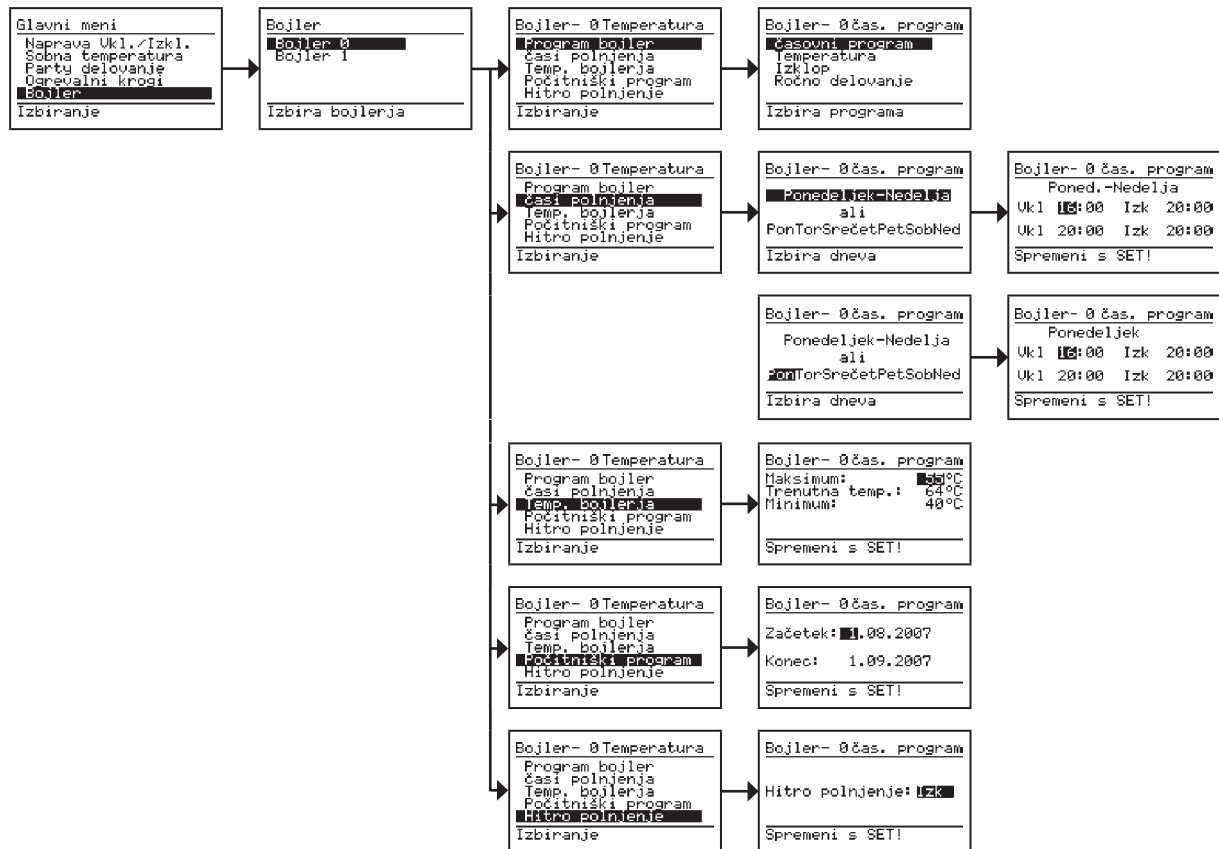 Glavni meni
Naprava Vkl./Izkl.
Sobna temperatura
Party delovanje
Ogrevalni krogi
Bojler
Izbiranje
Bojler
Bojler 0
Bojler 1
Izbira bojlerja
Bojler- 0 Temperatura
Program bojler
časi polnjenja
Temp. bojlerja
Počitniški program
Hitro polnjenje
Izbiranje
Bojler- 0 čas. program
časovni program
Temperatura
Izklop
Ročno delovanje
Izbira programa
Bojler- 0 Temperatura
Program bojler
časi polnjenja
Temp. bojlerja
Počitniški program
Hitro polnjenje
Izbiranje
Bojler- 0 čas. program
Ponedeljek-Nedelja
ali
PonTorSrečetPetSobNed
Izbira dneva
Bojler- 0 čas. program
Poned.-Nedelja
Vkl 16:00 Izk 20:00
Vkl 20:00 Izk 20:00
Spremeni s SET!
Bojler- 0 čas. program
Ponedeljek-Nedelja
ali
PonTorSrečetPetSobNed
Izbira dneva
Bojler- 0 čas. program
Ponedeljek
Vkl 16:00 Izk 20:00
Vkl 20:00 Izk 20:00
Spremeni s SET!
Bojler- 0 Temperatura
Program bojler
časi polnjenja
Temp. bojlerja
Počitniški program
Hitro polnjenje
Izbiranje
Bojler- 0 čas. program
Maksimum: 55°C
Trenutna temp.: 64°C
Minimum: 40°C
Spremeni s SET!
Bojler- 0 Temperatura
Program bojler
časi polnjenja
Temp. bojlerja
Počitniški program
Hitro polnjenje
Izbiranje
Bojler- 0 čas. program
Začetek: 1.08.2007
Konec: 1.09.2007
Spremeni s SET!
Bojler- 0 Temperatura
Program bojler
časi polnjenja
Temp. bojlerja
Počitniški program
Hitro polnjenje
Izbiranje
Bojler- 0 čas. program
Hitro polnjenje: Izk
Spremeni s SET!